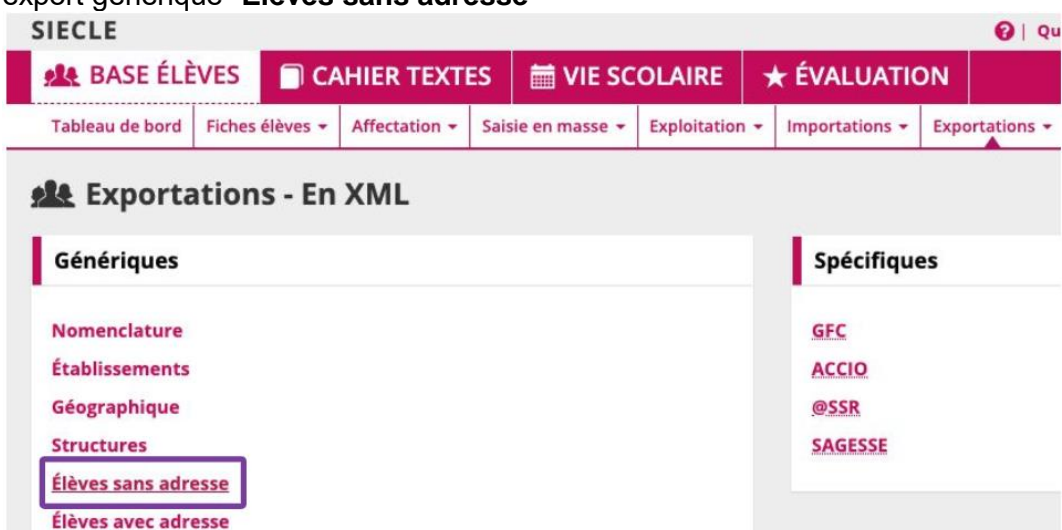 export générique "Élèves sans adresse"
SIECLE
| Qu
BASE ÉLÈVES CAHIER TEXTES VIE SCOLAIRE ÉVALUATION
Tableau de bord Fiches élèves Affectation Saisie en masse Exploitation Importations Exportations
Exportations - En XML
Génériques
Nomenclature
Établissements
Géographique
Structures
Élèves sans adresse
Élèves avec adresse
Spécifiques
GFC
ACCIO
@SSR
SAGESSE